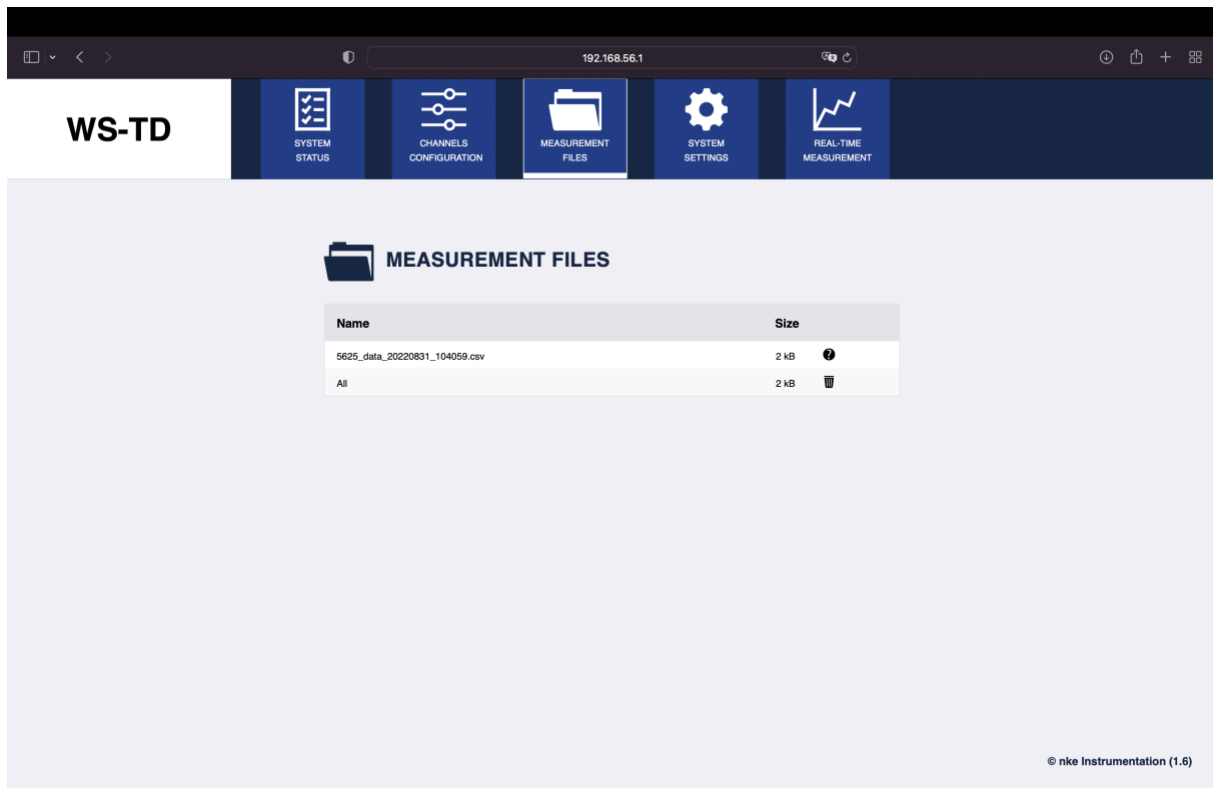 192.168.56.1
WS-TD
SYSTEM
STATUS
CHANNELS
CONFIGURATION
MEASUREMENT
FILES
SYSTEM
SETTINGS
REAL-TIME
MEASUREMENT
MEASUREMENT FILES
Name Size
5625_data_20220831_104059.csv 2 kB ?
All 2 kB
© nke Instrumentation (1.6)